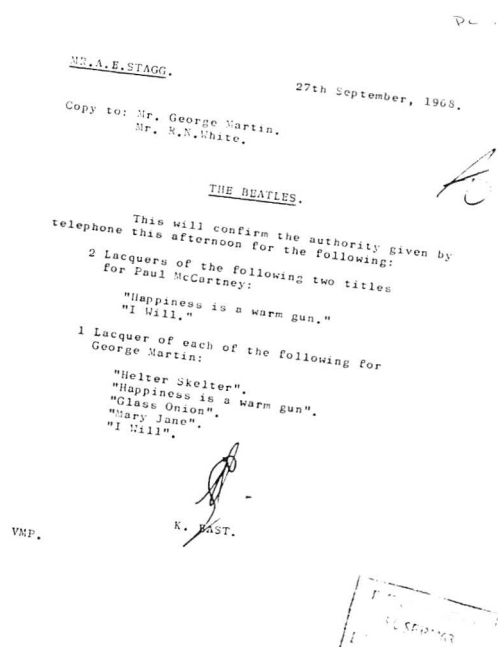 MR.A.E.STAGG.
27th September, 1968.
Copy to: Mr. George Martin.
Mr. R.N.White.
THE BEATLES.
This will confirm the authority given by
telephone this afternoon for the following:
2 Lacquers of the following two titles
for Paul McCartney:
"Happiness is a warm gun."
"I Will."
1 Lacquer of each of the following for
George Martin:
"Helter Skelter".
"Happiness is a warm gun".
"Glass Onion".
"Mary Jane".
"I Will".
K. EAST.
VMP.